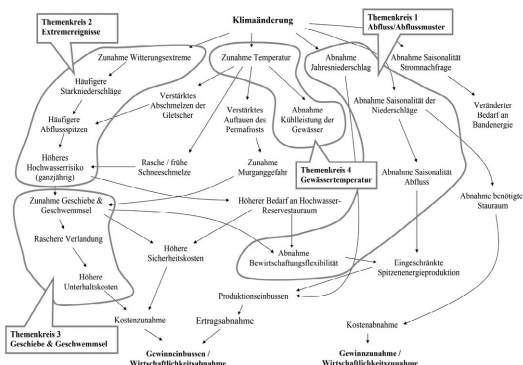 Klimaänderung
Themenkreis 2
Extremereignisse
Themenkreis 1
Abfluss/Abflussmuster
Zunahme Witterungsextreme
Zunahme Temperatur
Abnahme
Jahresniederschlag
Abnahme Saisonalität
Stromnachfrage
Häufigere
Starkniederschläge
Verstärktes
Abschmelzen der
Gletscher
Verstärktes
Auftauen des
Permafrosts
Abnahme
Kühlleistung der
Gewässer
Abnahme Saisonalität der
Niederschläge
Veränderter
Bedarf an
Bandenergie
Häufigere
Abflussspitzen
Höheres
Hochwasserrisiko
(ganzjährig)
Rasche / frühe
Schneeschmelze
Zunahme
Murganggefahr
Themenkreis 4
Gewässertemperatur
Abnahme Saisonalität
Abfluss
Abnahme benötigter
Stauraum
Zunahme Geschiebe &
Geschwemmsel
Höherer Bedarf an Hochwasser-
Reservestauraum
Raschere Verlandung
Höhere
Sicherheitskosten
Abnahme
Bewirtschaftungsflexibilität
Eingeschränkte
Spitzenenergieproduktion
Höhere
Unterhaltskosten
Produktionseinbussen
Themenkreis 3
Geschiebe & Geschwemmsel
Kostenzunahme
Ertragsabnahme
Kostenabnahme
Gewinneinbussen /
Wirtschaftlichkeitsabnahme
Gewinnzunahme /
Wirtschaftlichkeitszunahme